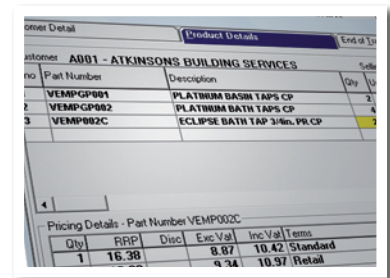 omer Detail Product Details End of
ustomer A001 - ATKINSONS BUILDING SERVICES Selle
no Part Number Description Qty U
VEMPGP001 PLATINUM BASIN TAPS CP 2
2 VEMPGP002 PLATINUM BATH TAPS CP 4
3 VEMP002C ECLIPSE BATH TAP 3/4in. PR.CP 2
Pricing Details - Part Number VEMP002C
Qty RRP Disc Exc Vat Inc Vat Terms
1 16.38 8.87 10.42 Standard
9.34 10.97 Retail